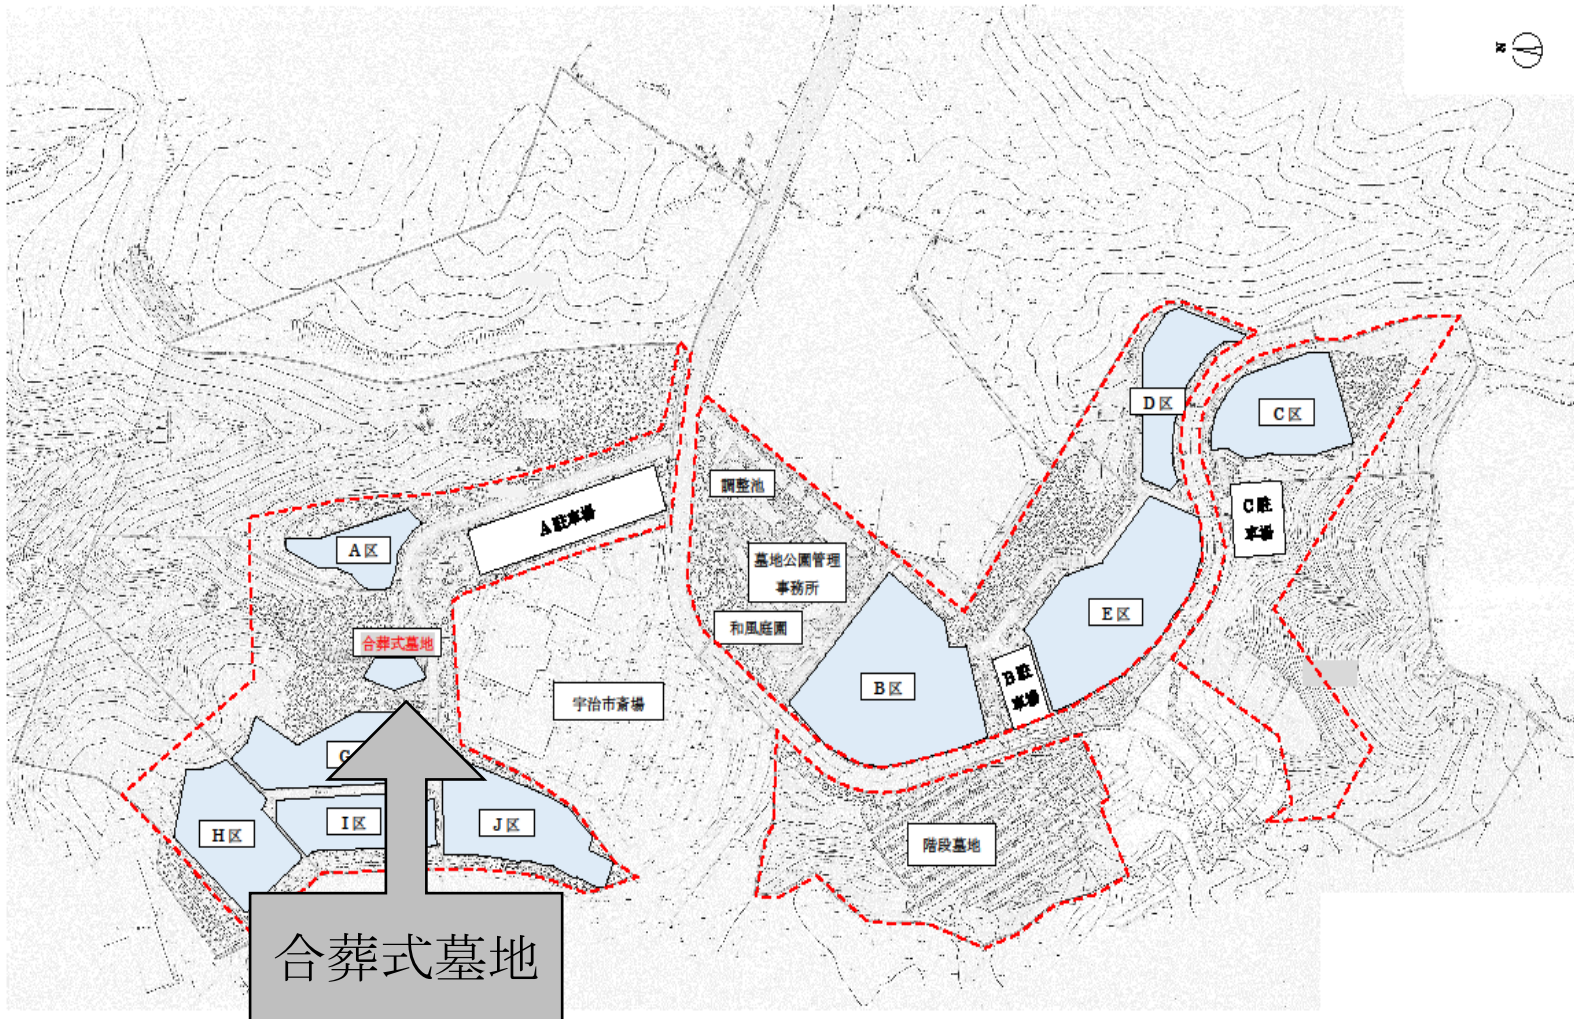 N
D区
C区
調整池
A駐車場
C駐
車場
A区
墓地公園管理
事務所
E区
和風庭園
合葬式墓地
B区
B駐
車場
宇治市斎場
G
H区
I区
J区
階段墓地
合葬式墓地